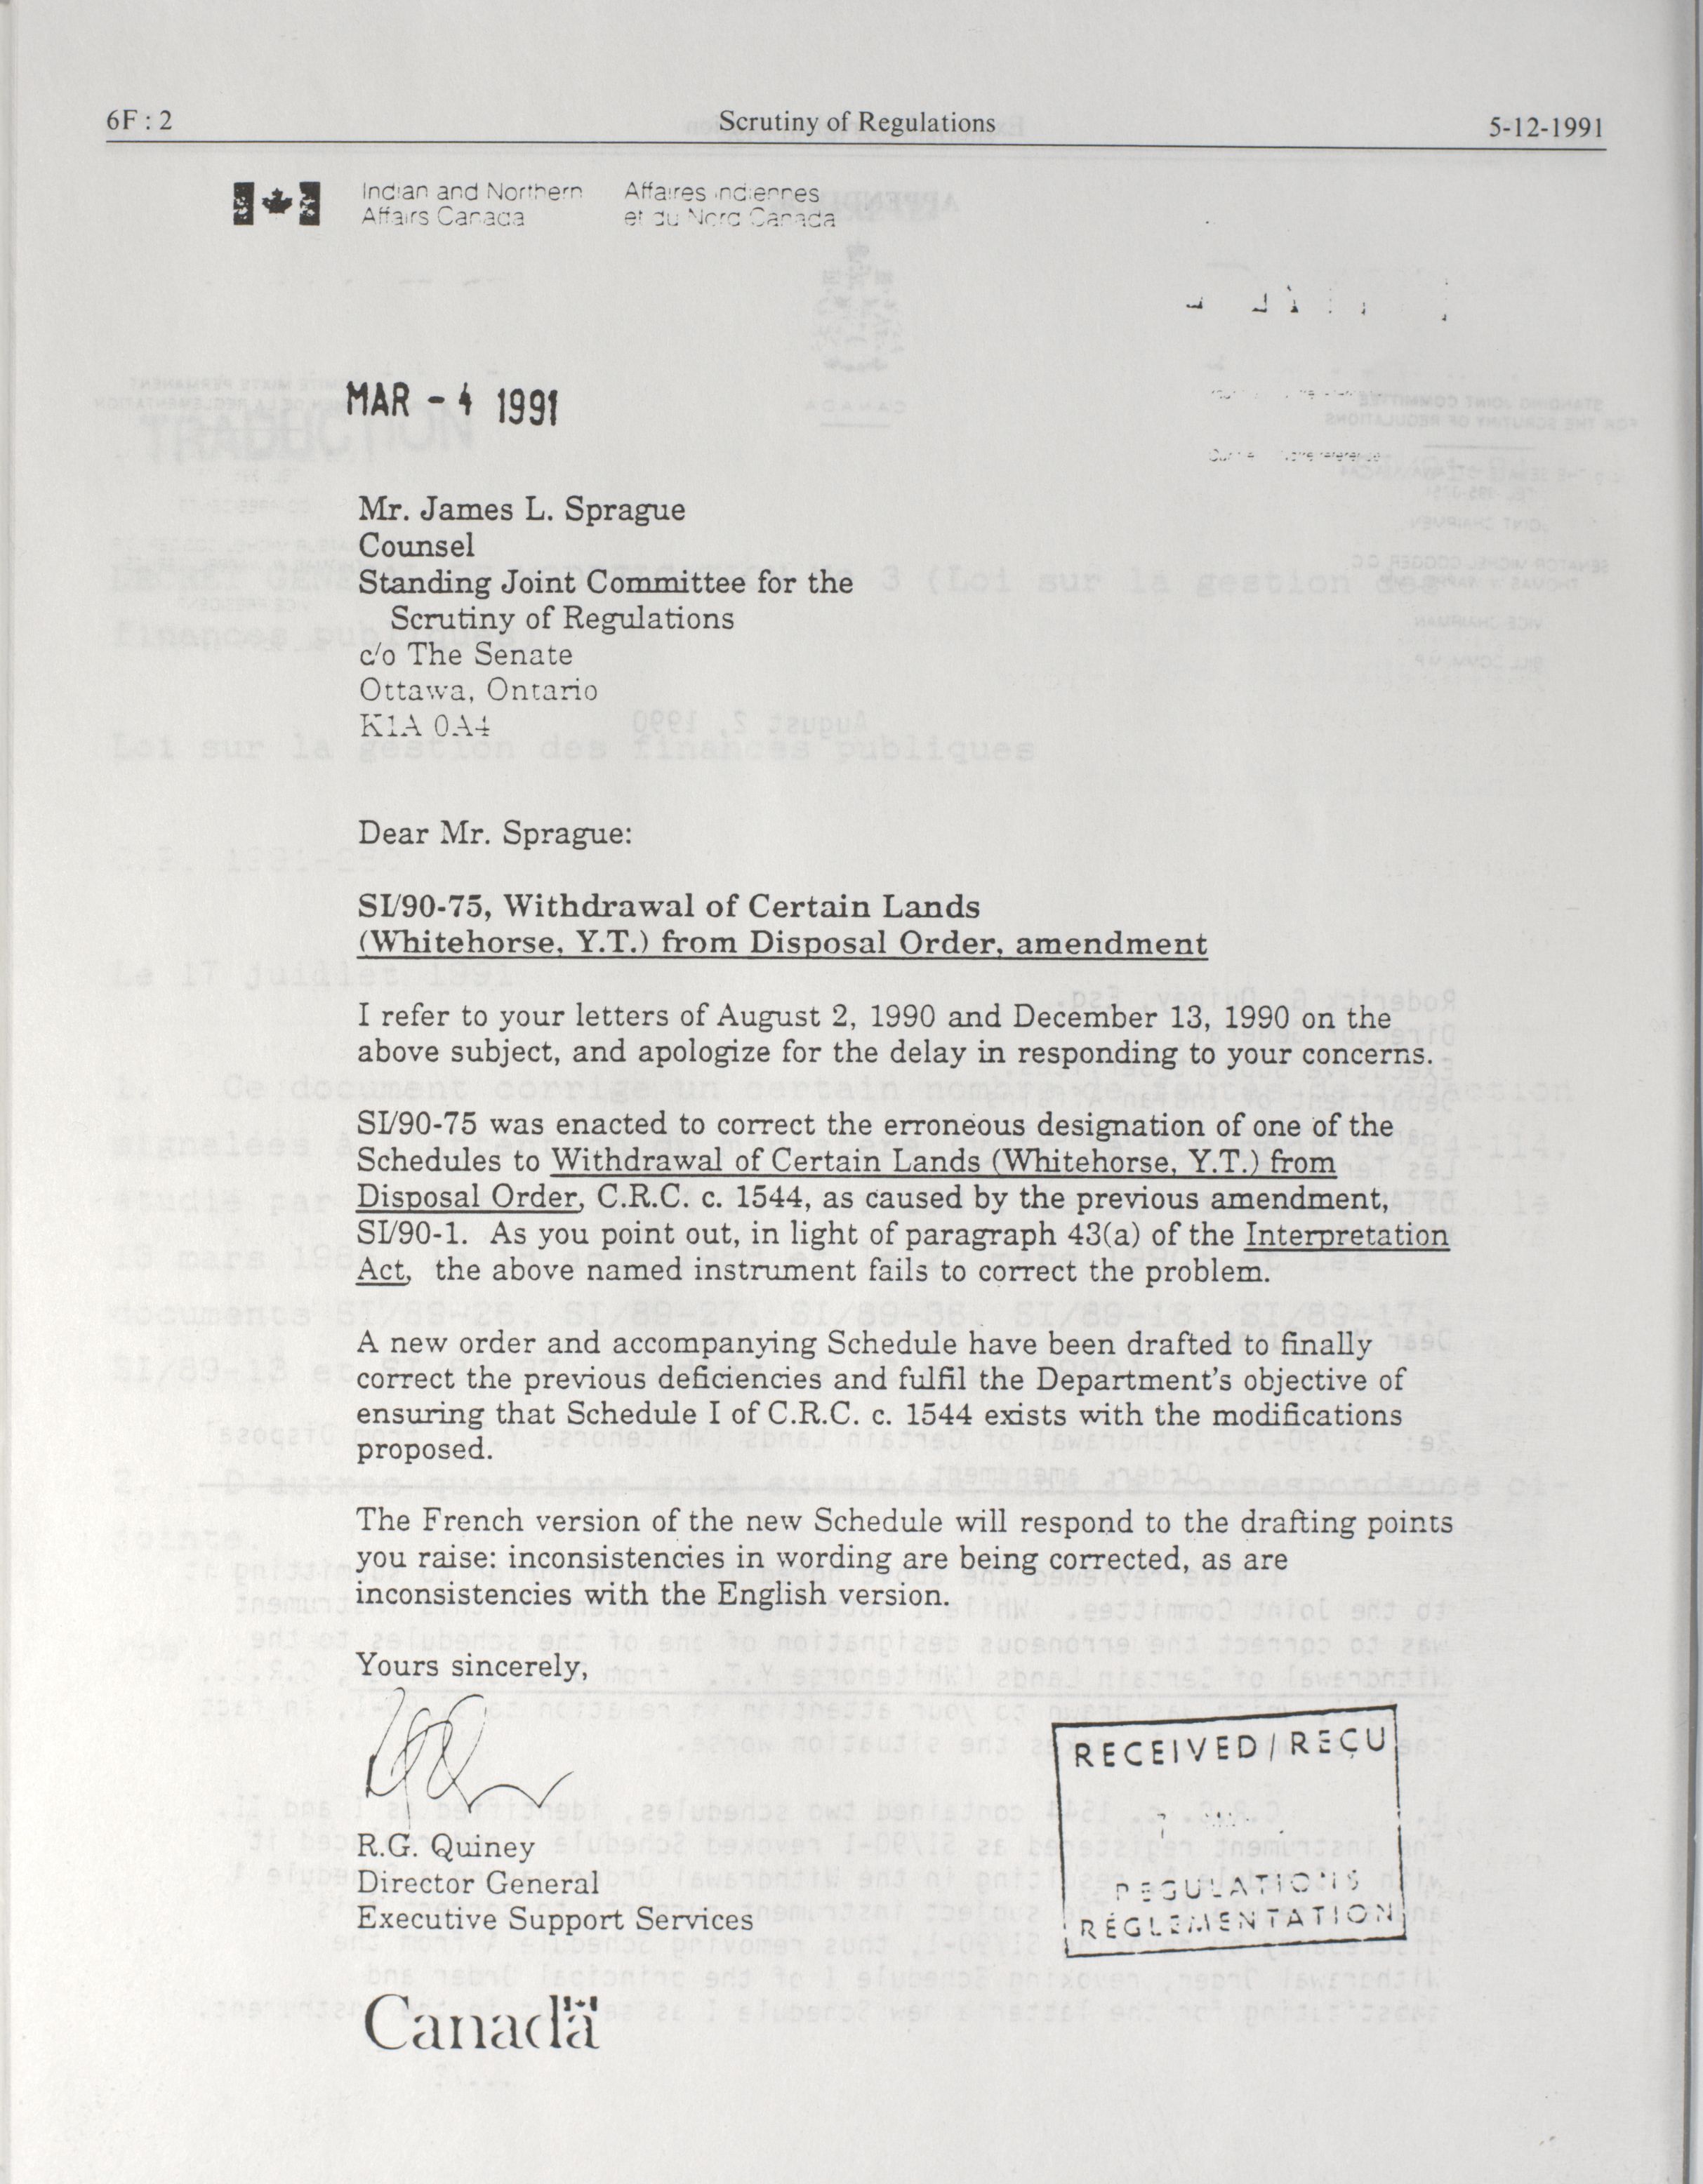 6F : 2 Scrutiny of Regulations 5-12-1991
Indian and Northern Affairs Canada
Affaires indiennes et du Nord Canada
MAR - 4 1991
Mr. James L. Sprague
Counsel
Standing Joint Committee for the
Scrutiny of Regulations
c/o The Senate
Ottawa, Ontario
K1A 0A4
Dear Mr. Sprague:
SI/90-75, Withdrawal of Certain Lands
(Whitehorse, Y.T.) from Disposal Order, amendment
I refer to your letters of August 2, 1990 and December 13, 1990 on the
above subject, and apologize for the delay in responding to your concerns.
SI/90-75 was enacted to correct the erroneous designation of one of the
Schedules to Withdrawal of Certain Lands (Whitehorse, Y.T.) from
Disposal Order, C.R.C. c. 1544, as caused by the previous amendment,
SI/90-1. As you point out, in light of paragraph 43(a) of the Interpretation
Act, the above named instrument fails to correct the problem.
A new order and accompanying Schedule have been drafted to finally
correct the previous deficiencies and fulfil the Department's objective of
ensuring that Schedule I of C.R.C. c. 1544 exists with the modifications
proposed.
The French version of the new Schedule will respond to the drafting points
you raise: inconsistencies in wording are being corrected, as are
inconsistencies with the English version.
Yours sincerely,
R.G. Quiney
Director General
Executive Support Services
RECEIVED / REÇU
REGULATIONS
RÉGLEMENTATION
Canada